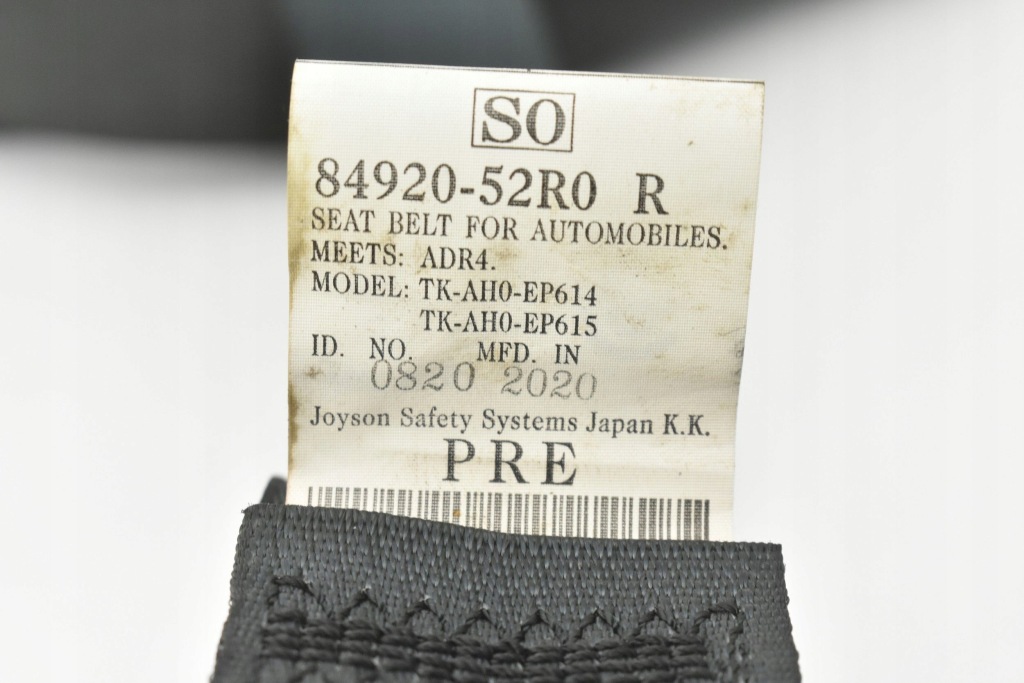 SO
84920-52R0 R
SEAT BELT FOR AUTOMOBILES.
MEETS: ADR4.
MODEL: TK-AH0-EP614
TK-AH0-EP615
ID. NO. MFD. IN
0820 2020
Joyson Safety Systems Japan K.K.
PRE